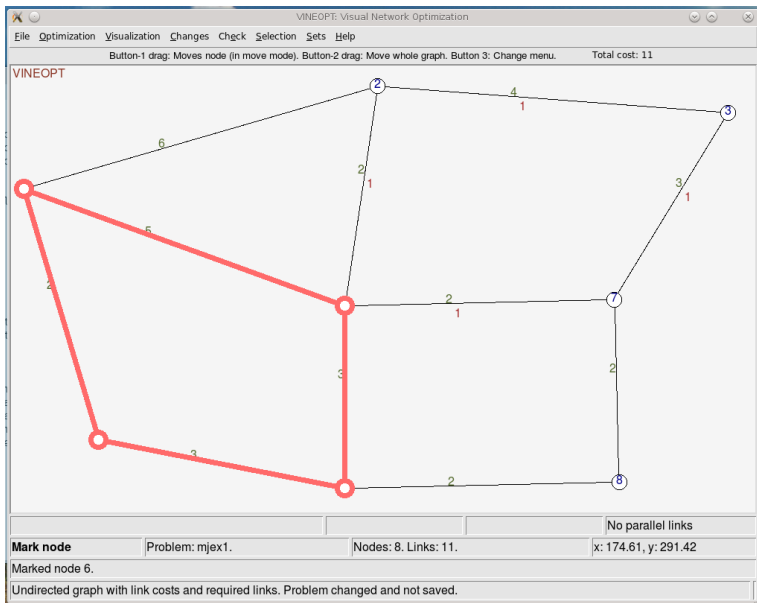 VINEOPT: Visual Network Optimization
File Optimization Visualization Changes Check Selection Sets Help
Button-1 drag: Moves node (in move mode). Button-2 drag: Move whole graph. Button 3: Change menu. Total cost: 11
VINEOPT
2
4
3
1
6
2
1
3
1
5
2
2
7
1
3
2
3
2
8
No parallel links
Mark node Problem: mjex1. Nodes: 8. Links: 11. x: 174.61, y: 291.42
Marked node 6.
Undirected graph with link costs and required links. Problem changed and not saved.